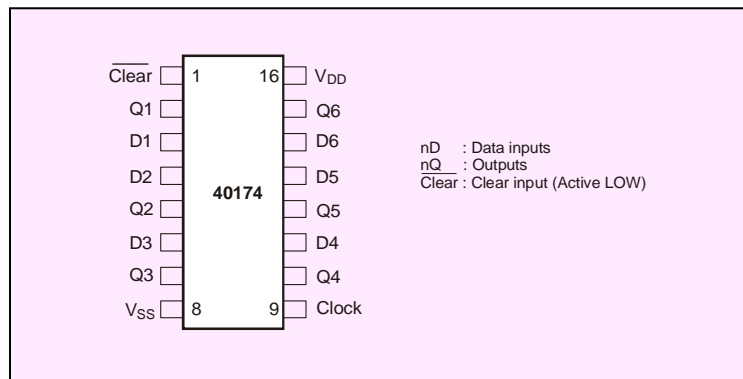 Clear 1 16 VDD
Q1 Q6
D1 D6
D2 D5
40174
Q2 Q5
D3 D4
Q3 Q4
VSS 8 9 Clock
nD : Data inputs
nQ : Outputs
Clear : Clear input (Active LOW)